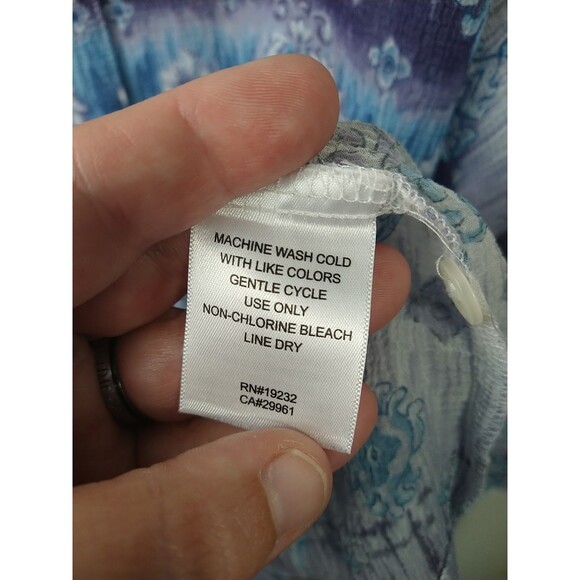 MACHINE WASH COLD
WITH LIKE COLORS
GENTLE CYCLE
USE ONLY
NON-CHLORINE BLEACH
LINE DRY
RN#19232
CA#29961